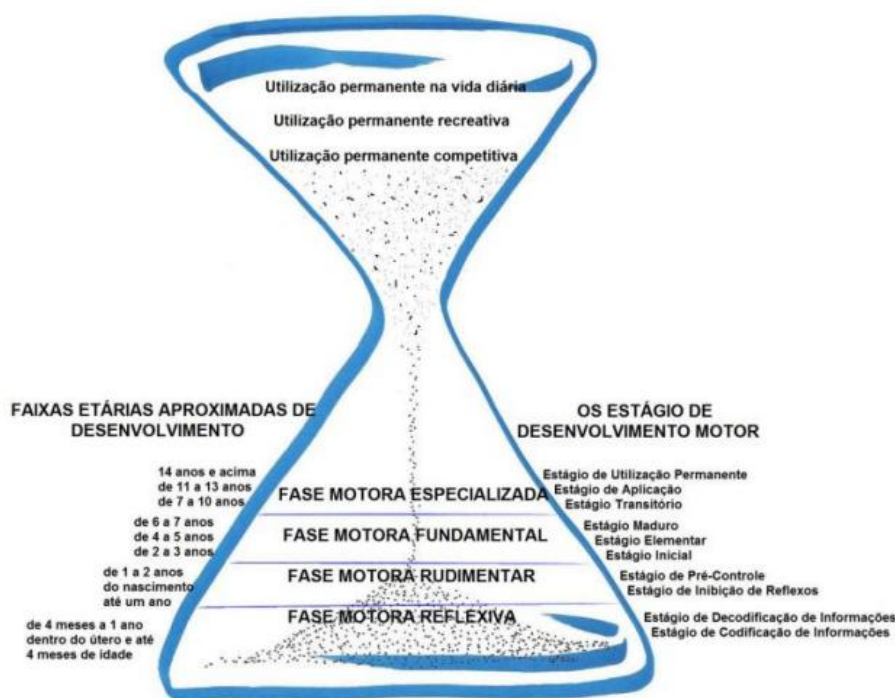 Utilização permanente na vida diária
Utilização permanente recreativa
Utilização permanente competitiva
FAIXAS ETÁRIAS APROXIMADAS DE
DESENVOLVIMENTO
OS ESTÁGIO DE
DESENVOLVIMENTO MOTOR
14 anos e acima
de 11 a 13 anos
de 7 a 10 anos
FASE MOTORA ESPECIALIZADA
Estágio de Utilização Permanente
Estágio de Aplicação
Estágio Transitório
de 6 a 7 anos
de 4 a 5 anos
de 2 a 3 anos
FASE MOTORA FUNDAMENTAL
Estágio Maduro
Estágio Elementar
Estágio Inicial
de 1 a 2 anos
do nascimento
até um ano
FASE MOTORA RUDIMENTAR
Estágio de Pré-Controle
Estágio de Inibição de Reflexos
de 4 meses a 1 ano
dentro do útero e até
4 meses de idade
FASE MOTORA REFLEXIVA
Estágio de Decodificação de Informações
Estágio de Codificação de Informações